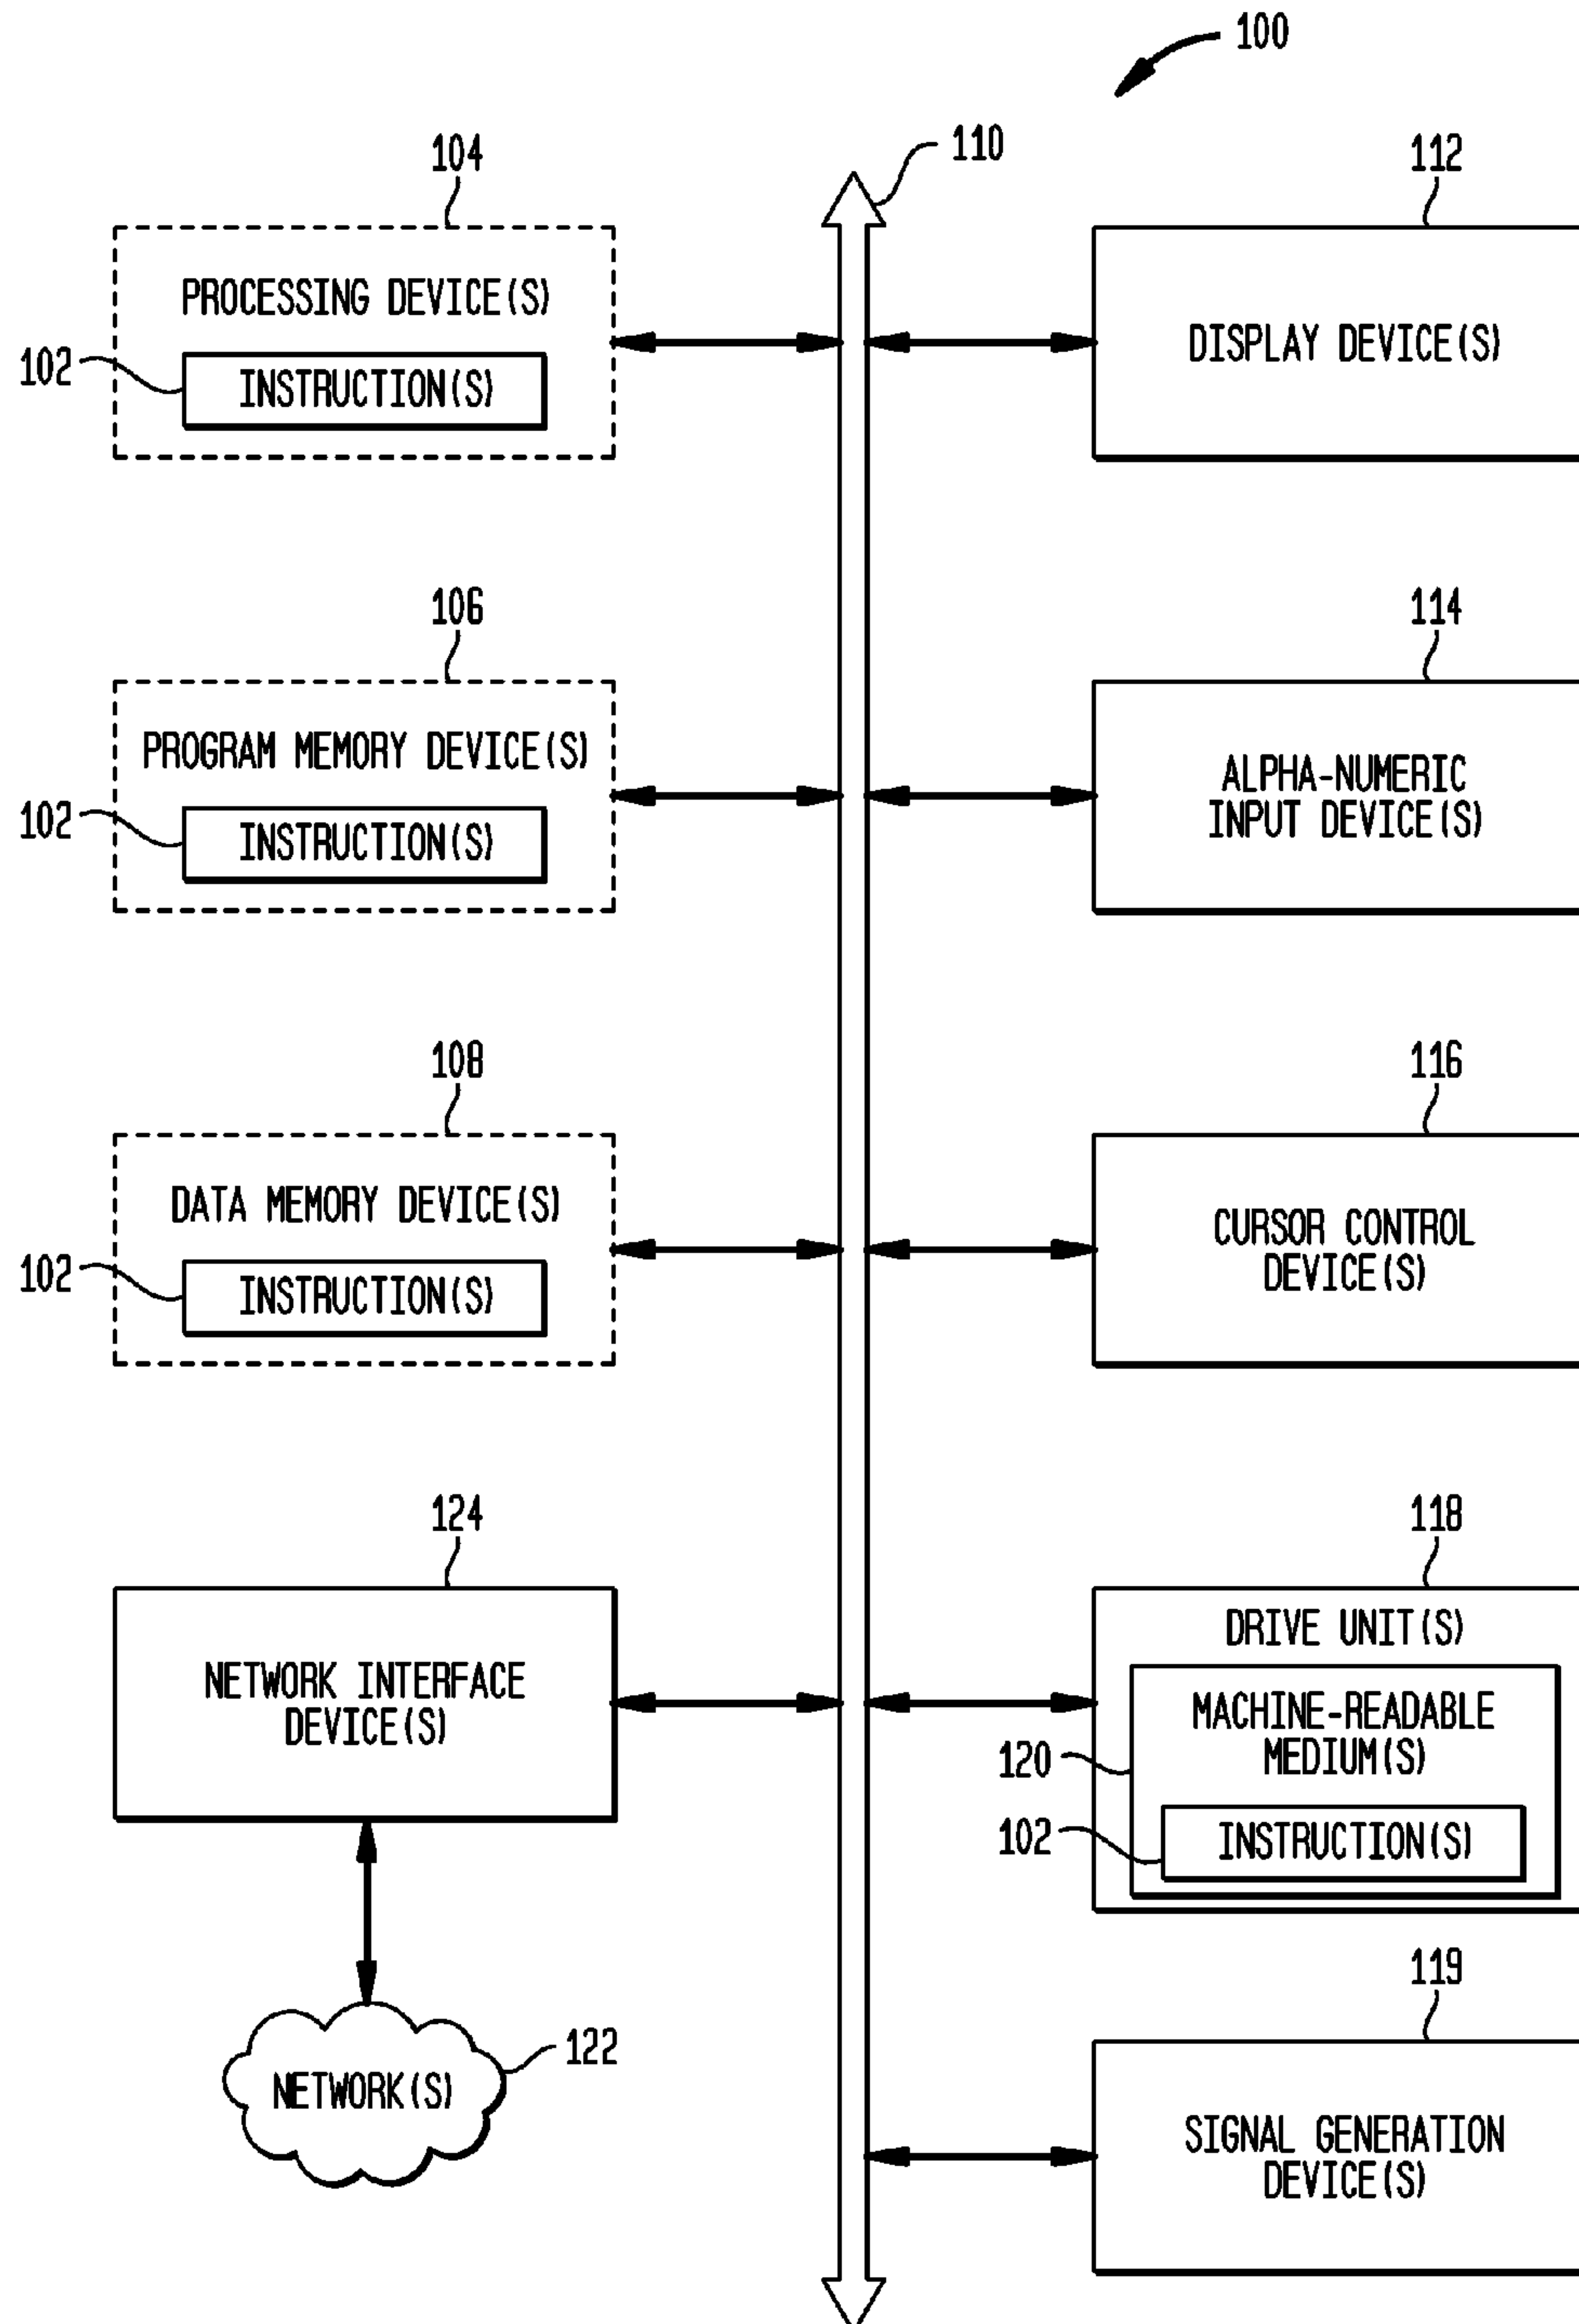 100
110
104
PROCESSING DEVICE(S)
102
INSTRUCTION(S)
112
DISPLAY DEVICE(S)
106
PROGRAM MEMORY DEVICE(S)
102
INSTRUCTION(S)
114
ALPHA-NUMERIC
INPUT DEVICE(S)
108
DATA MEMORY DEVICE(S)
102
INSTRUCTION(S)
116
CURSOR CONTROL
DEVICE(S)
124
NETWORK INTERFACE
DEVICE(S)
118
DRIVE UNIT(S)
MACHINE-READABLE
MEDIUM(S)
120
102
INSTRUCTION(S)
122
NETWORK(S)
119
SIGNAL GENERATION
DEVICE(S)